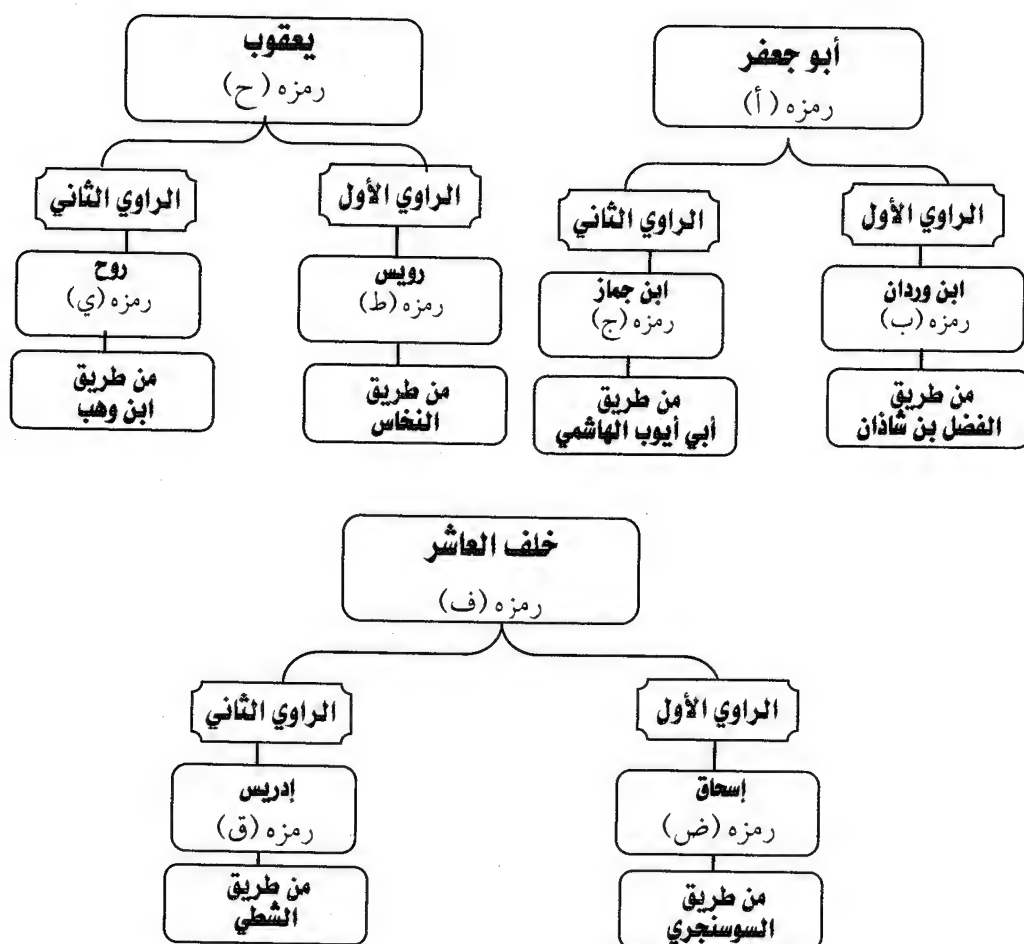 أبو جعفر
رمزه (أ)
الراوي الأول
ابن وردان
رمزه (ب)
من طريق
الفضل بن شاذان
الراوي الثاني
ابن جماز
رمزه (ج)
من طريق
أبي أيوب الهاشمي
يعقوب
رمزه (ح)
الراوي الأول
رويس
رمزه (ط)
من طريق
النخاس
الراوي الثاني
روح
رمزه (ي)
من طريق
ابن وهب
خلف العاشر
رمزه (ف)
الراوي الأول
إسحاق
رمزه (ض)
من طريق
السوسنجري
الراوي الثاني
إدريس
رمزه (ق)
من طريق
الشطي